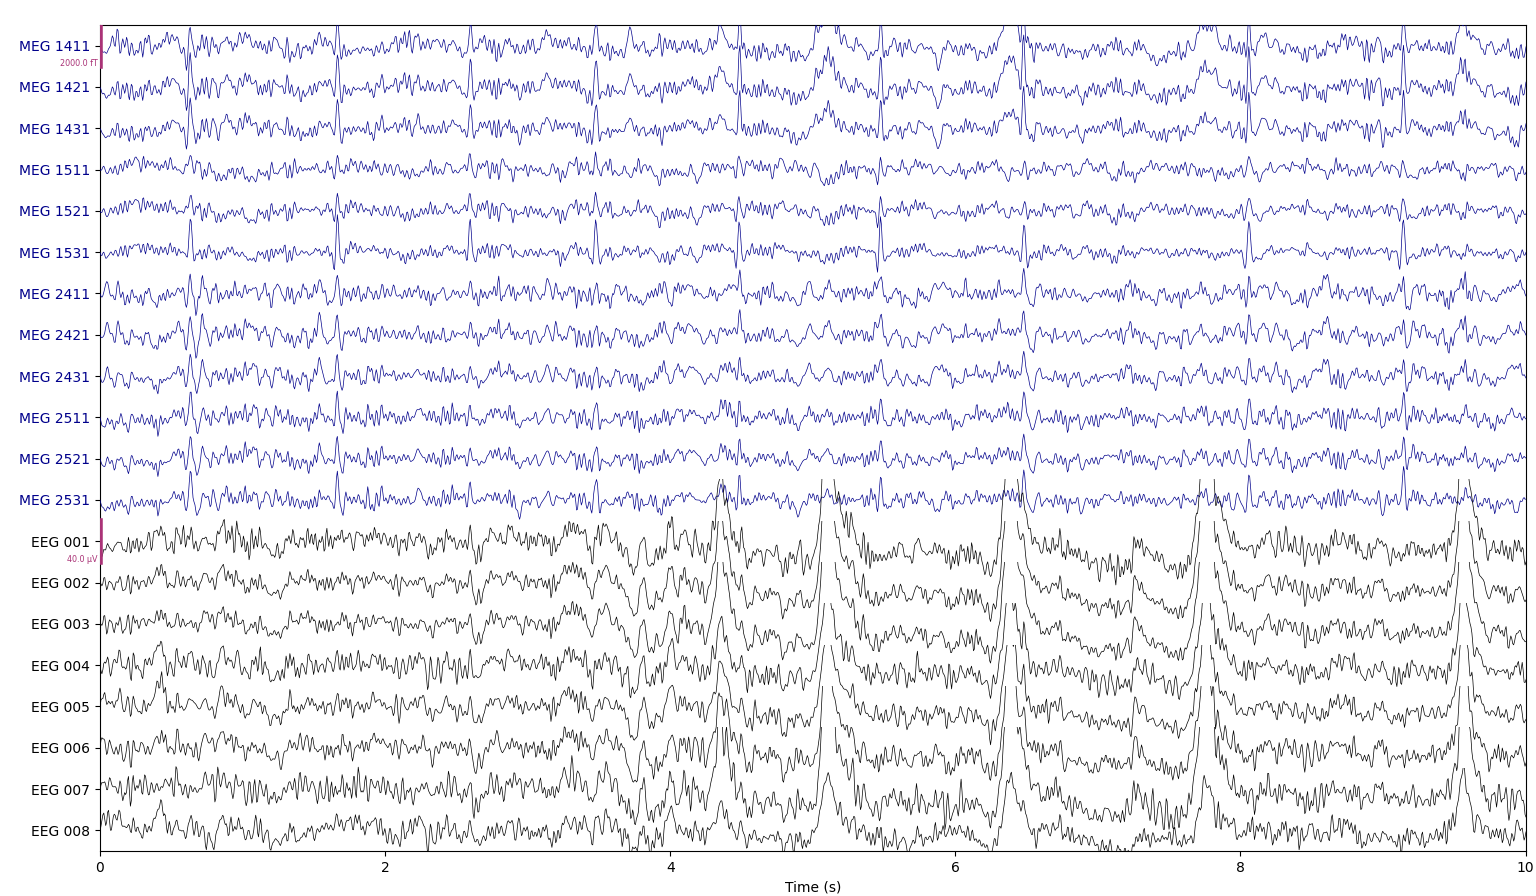 MEG 1411
2000.0 fT
MEG 1421
MEG 1431
MEG 1511
MEG 1521
MEG 1531
MEG 2411
MEG 2421
MEG 2431
MEG 2511
MEG 2521
MEG 2531
EEG 001
40.0 µV
EEG 002
EEG 003
EEG 004
EEG 005
EEG 006
EEG 007
EEG 008
0 2 4 6 8 10
Time (s)